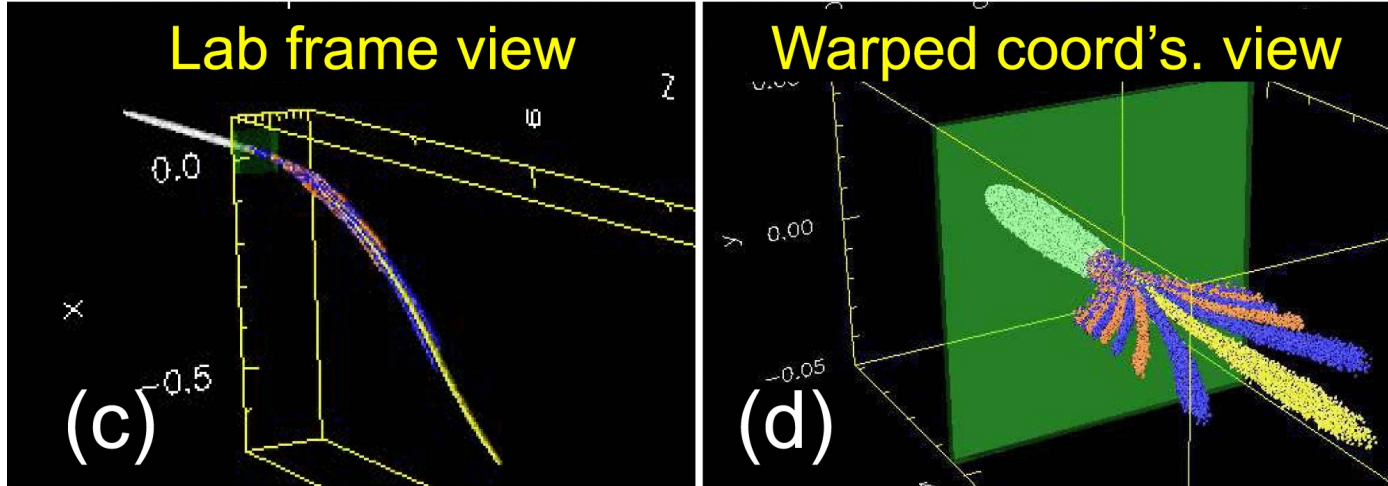 Lab frame view
φ
Z
0.0
x
-0.5
(c)
Warped coord's. view
y
0.00
-0.05
(d)